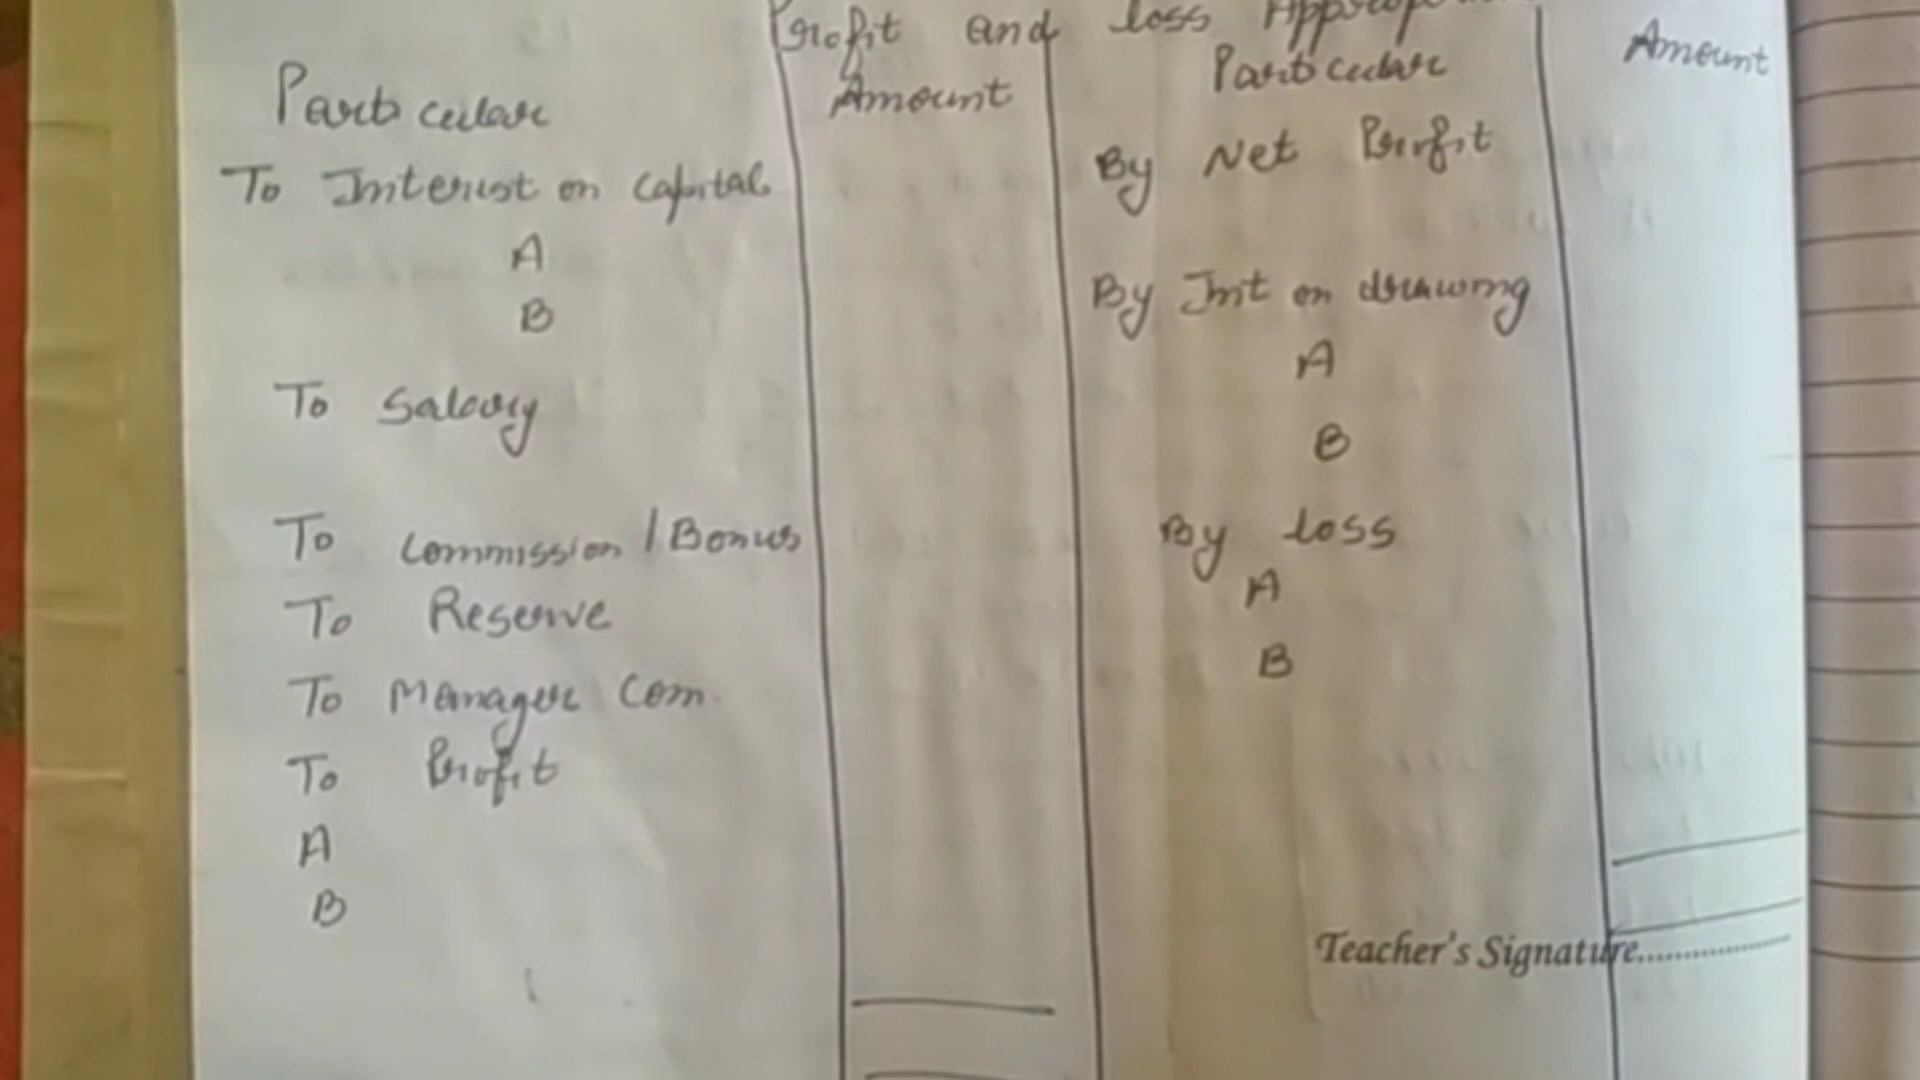 Profit and loss
Particular Amount Particular Amount
To Interest on capital By Net Profit
A
B
By Int on drawing
A
To Salary
B
To commission / Bonus By loss
A
To Reserve
B
To Manager Com.
To Profit
A
B
Teacher's Signature